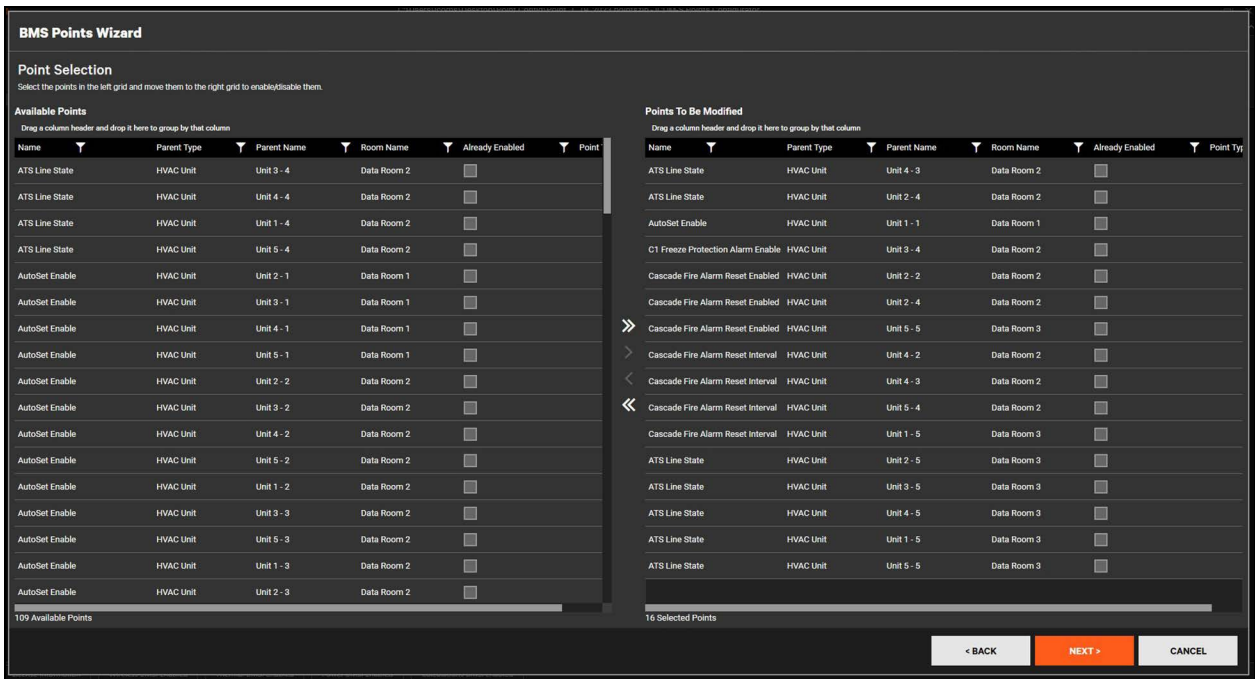 BMS Points Wizard
Point Selection
Select the points in the left grid and move them to the right grid to enable/disable them.
Available Points
Drag a column header and drop it here to group by that column
Name Parent Type Parent Name Room Name Already Enabled Point
ATS Line State HVAC Unit Unit 3 - 4 Data Room 2
ATS Line State HVAC Unit Unit 4 - 4 Data Room 2
ATS Line State HVAC Unit Unit 1 - 4 Data Room 2
ATS Line State HVAC Unit Unit 5 - 4 Data Room 2
AutoSet Enable HVAC Unit Unit 2 - 1 Data Room 1
AutoSet Enable HVAC Unit Unit 3 - 1 Data Room 1
AutoSet Enable HVAC Unit Unit 4 - 1 Data Room 1
AutoSet Enable HVAC Unit Unit 5 - 1 Data Room 1
AutoSet Enable HVAC Unit Unit 2 - 2 Data Room 2
AutoSet Enable HVAC Unit Unit 3 - 2 Data Room 2
AutoSet Enable HVAC Unit Unit 4 - 2 Data Room 2
AutoSet Enable HVAC Unit Unit 5 - 2 Data Room 2
AutoSet Enable HVAC Unit Unit 1 - 2 Data Room 2
AutoSet Enable HVAC Unit Unit 3 - 3 Data Room 2
AutoSet Enable HVAC Unit Unit 5 - 3 Data Room 2
AutoSet Enable HVAC Unit Unit 1 - 3 Data Room 2
AutoSet Enable HVAC Unit Unit 2 - 3 Data Room 2
109 Available Points
Points To Be Modified
Drag a column header and drop it here to group by that column
Name Parent Type Parent Name Room Name Already Enabled Point Typ
ATS Line State HVAC Unit Unit 4 - 3 Data Room 2
ATS Line State HVAC Unit Unit 2 - 4 Data Room 2
AutoSet Enable HVAC Unit Unit 1 - 1 Data Room 1
C1 Freeze Protection Alarm Enable HVAC Unit Unit 3 - 4 Data Room 2
Cascade Fire Alarm Reset Enabled HVAC Unit Unit 2 - 2 Data Room 2
Cascade Fire Alarm Reset Enabled HVAC Unit Unit 2 - 4 Data Room 2
Cascade Fire Alarm Reset Enabled HVAC Unit Unit 5 - 5 Data Room 3
Cascade Fire Alarm Reset Interval HVAC Unit Unit 4 - 2 Data Room 2
Cascade Fire Alarm Reset Interval HVAC Unit Unit 4 - 3 Data Room 2
Cascade Fire Alarm Reset Interval HVAC Unit Unit 5 - 4 Data Room 2
Cascade Fire Alarm Reset Interval HVAC Unit Unit 1 - 5 Data Room 3
ATS Line State HVAC Unit Unit 2 - 5 Data Room 3
ATS Line State HVAC Unit Unit 3 - 5 Data Room 3
ATS Line State HVAC Unit Unit 4 - 5 Data Room 3
ATS Line State HVAC Unit Unit 1 - 5 Data Room 3
ATS Line State HVAC Unit Unit 5 - 5 Data Room 3
16 Selected Points
< BACK NEXT > CANCEL